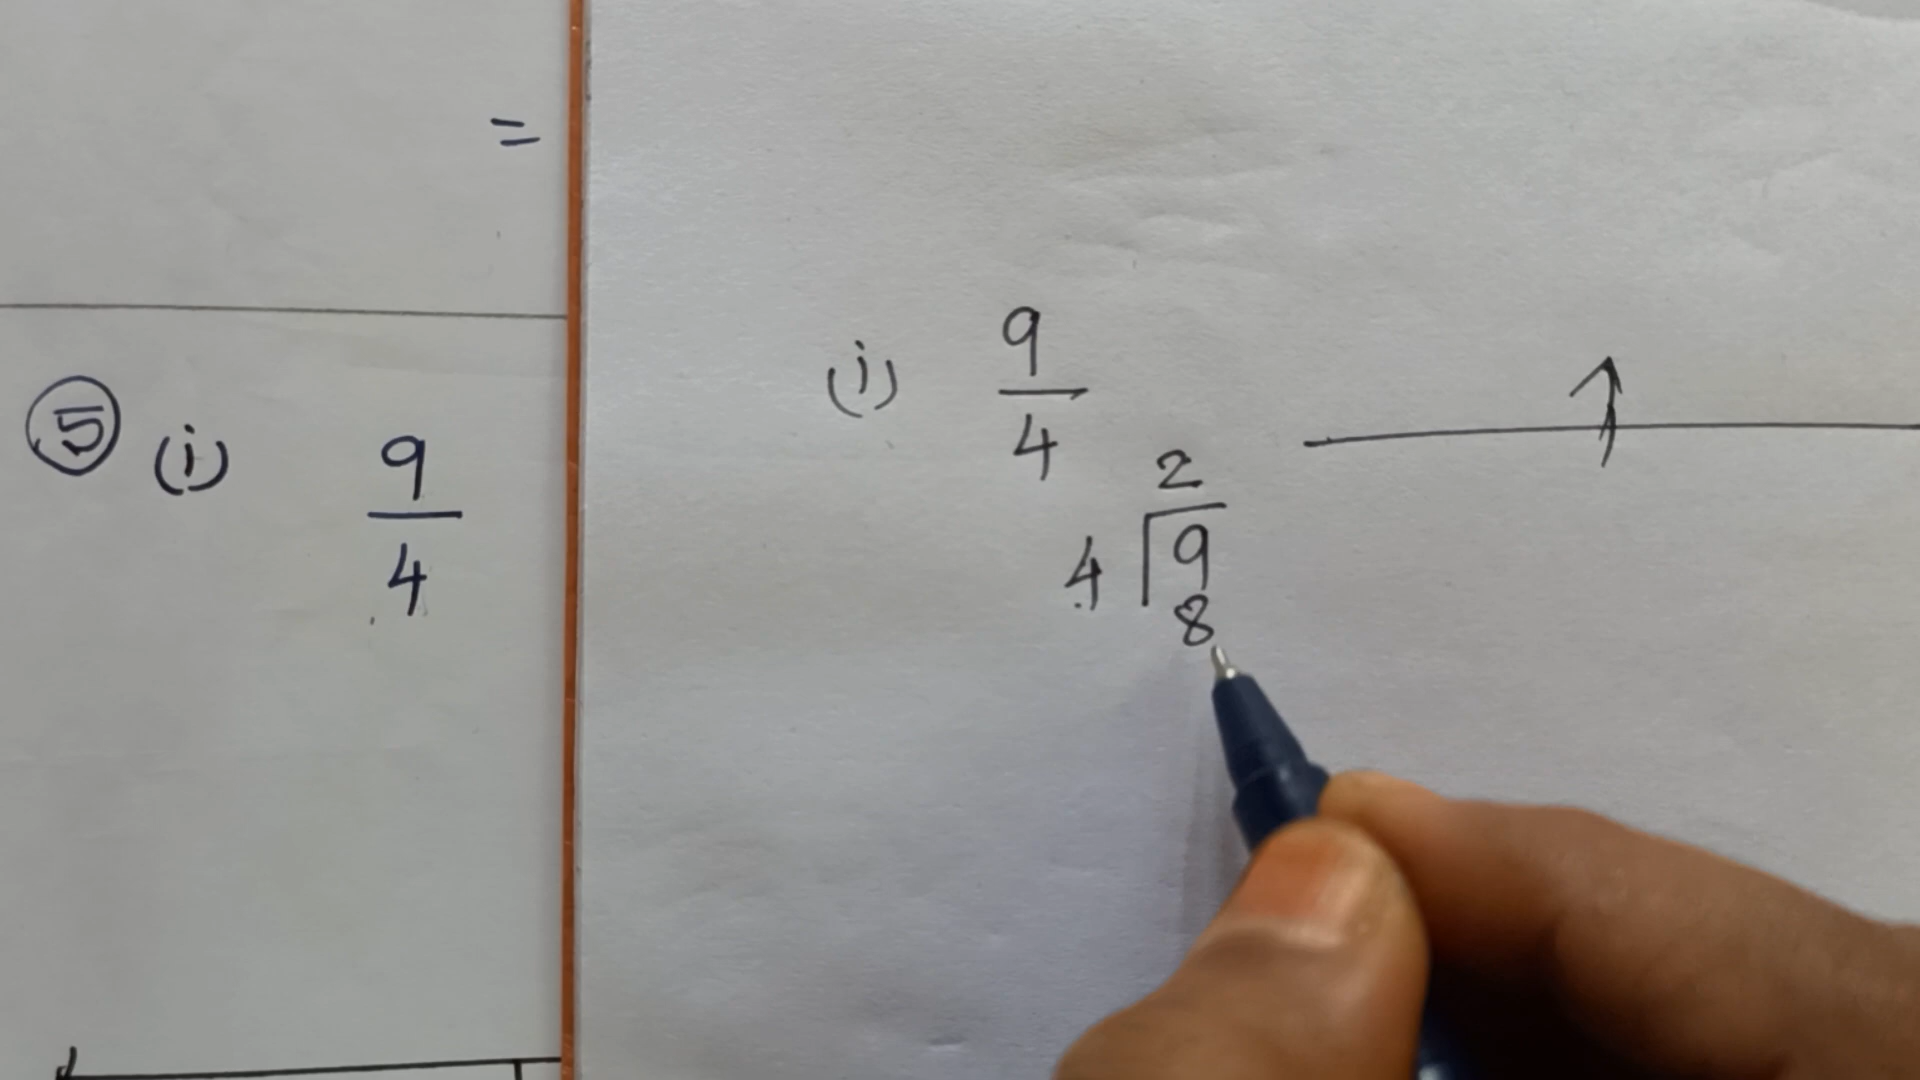 =
⑤ (i) 9/4
(i) 9/4
2
4 9
8